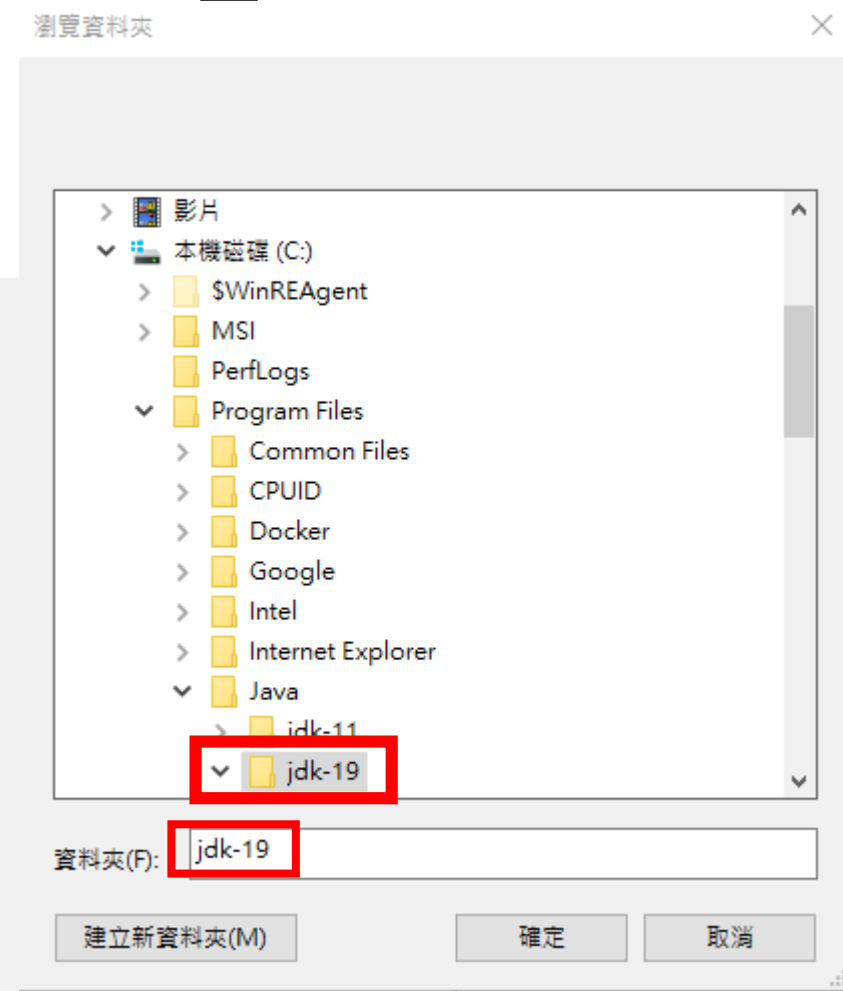 瀏覽資料夾
影片
本機磁碟 (C:)
$WinREAgent
MSI
PerfLogs
Program Files
Common Files
CPUID
Docker
Google
Intel
Internet Explorer
Java
jdk-11
jdk-19
資料夾(F): jdk-19
建立新資料夾(M) 確定 取消